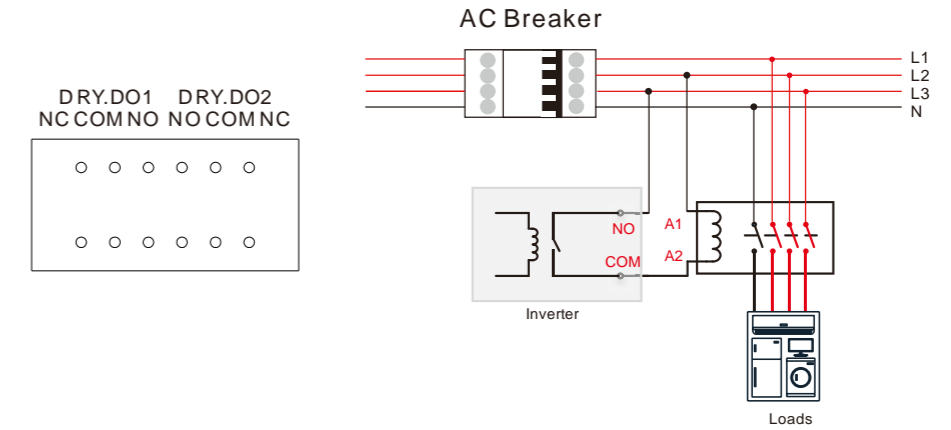 AC Breaker
L1
L2
L3
N
DRY.DO1 DRY.DO2
NC COM NO NO COM NC
NO
COM
A1
A2
Inverter
Loads